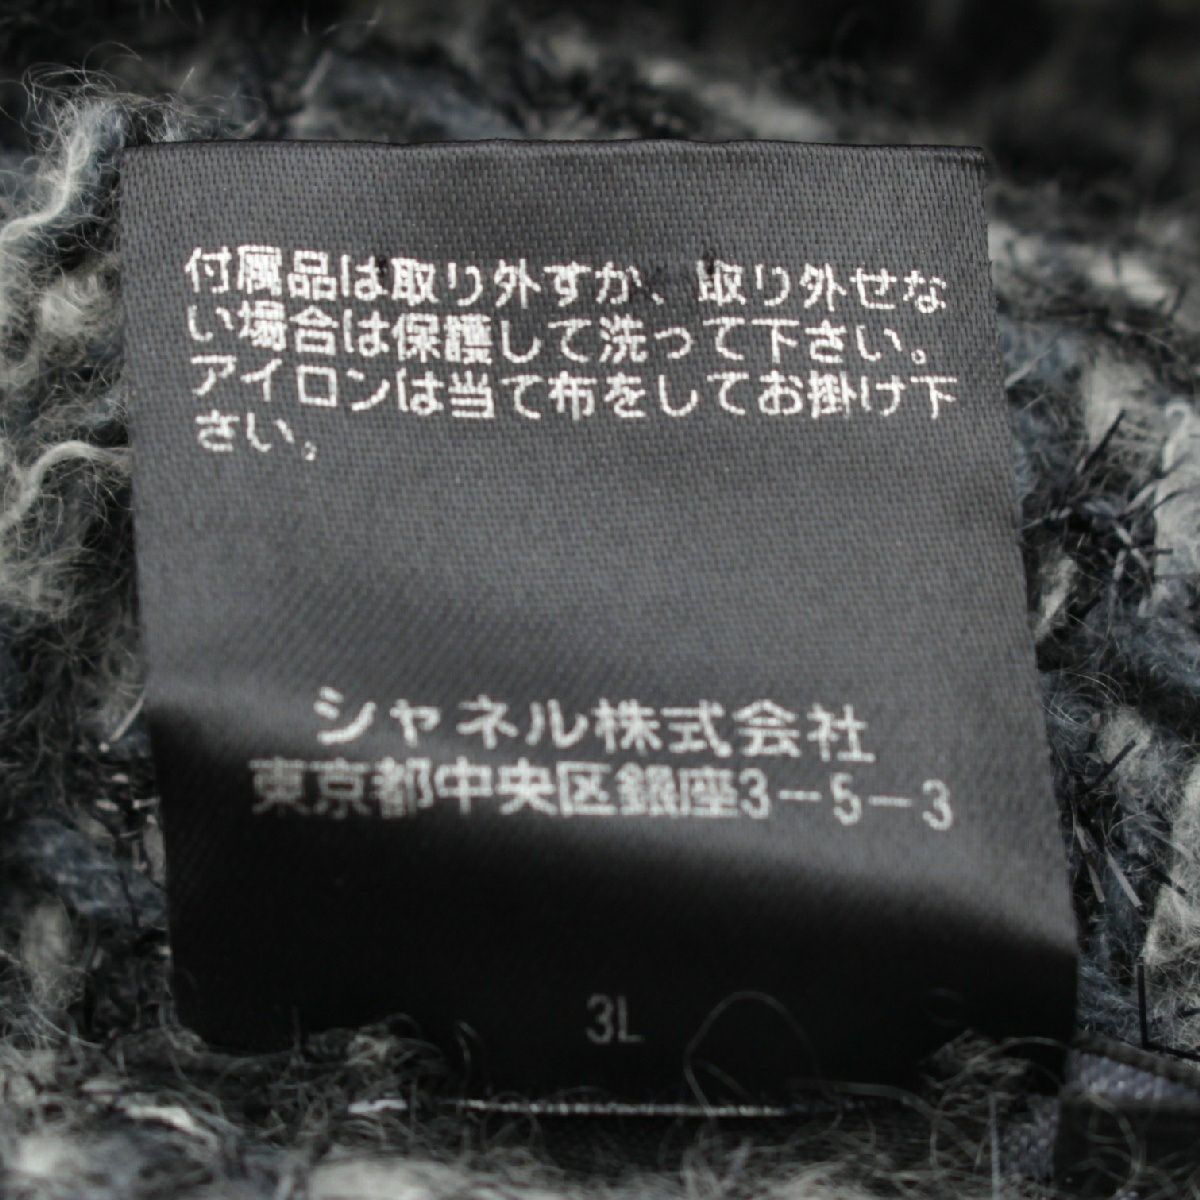 付属品は取り外すか、取り外せな
い場合は保護して洗って下さい。
アイロンは当て布をしてお掛け下
さい。
シャネル株式会社
東京都中央区銀座3-5-3
3L